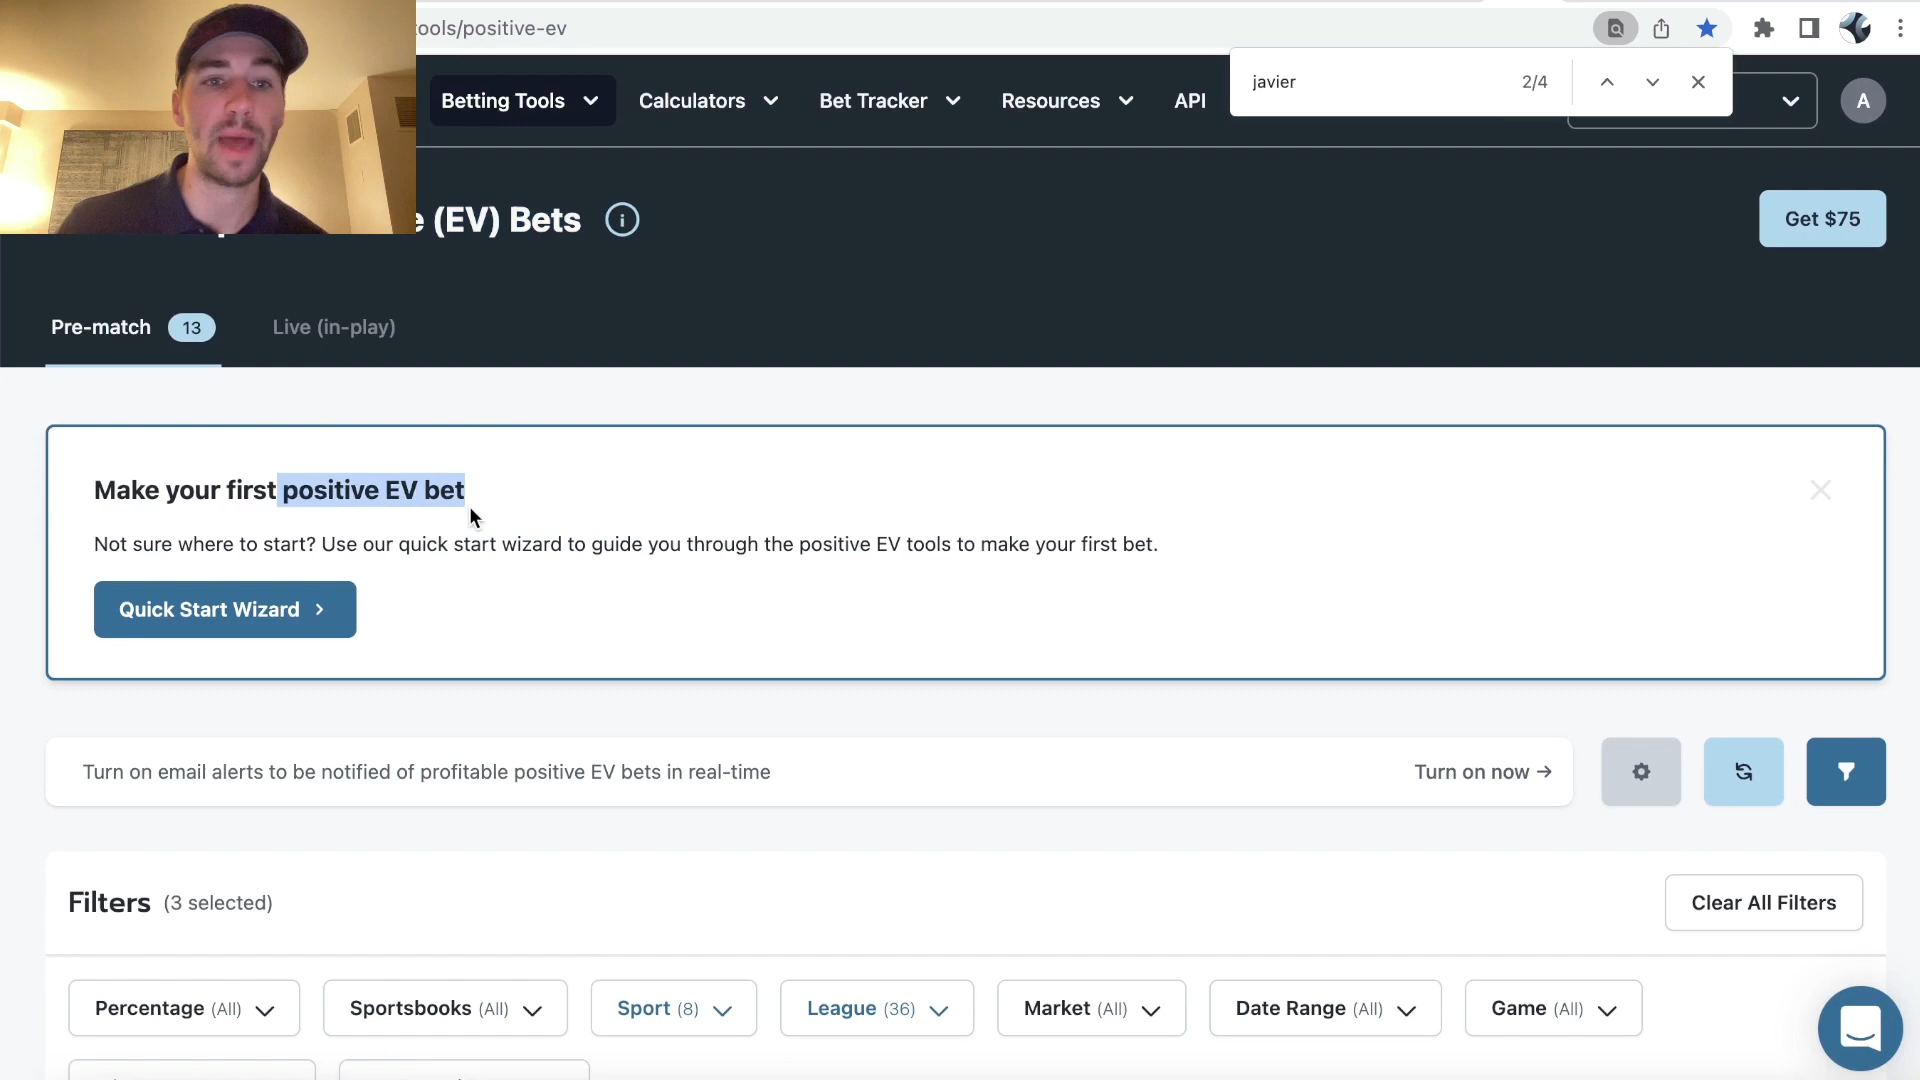 ools/positive-ev
javier 2/4
Betting Tools Calculators Bet Tracker Resources API
A
(EV) Bets
Get $75
Pre-match 13 Live (in-play)
Make your first positive EV bet
Not sure where to start? Use our quick start wizard to guide you through the positive EV tools to make your first bet.
Quick Start Wizard
Turn on email alerts to be notified of profitable positive EV bets in real-time
Turn on now →
Filters (3 selected)
Clear All Filters
Percentage (All) Sportsbooks (All) Sport (8) League (36) Market (All) Date Range (All) Game (All)